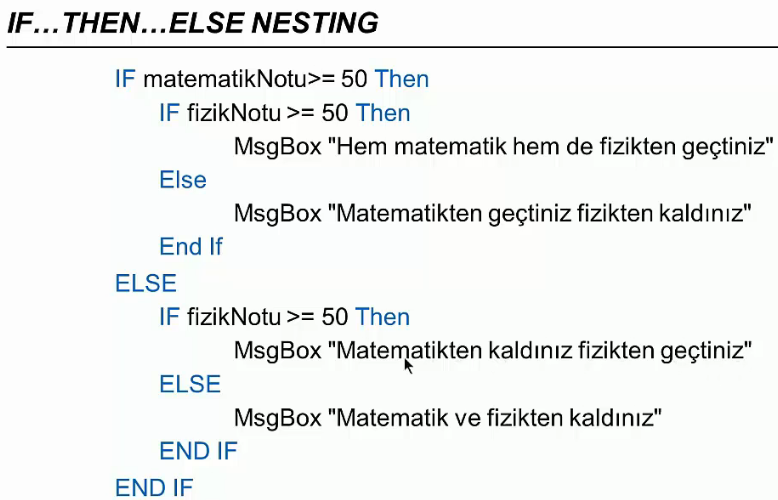 IF…THEN…ELSE NESTING
IF matematikNotu>= 50 Then
IF fizikNotu >= 50 Then
MsgBox "Hem matematik hem de fizikten geçtiniz"
Else
MsgBox "Matematikten geçtiniz fizikten kaldınız"
End If
ELSE
IF fizikNotu >= 50 Then
MsgBox "Matematikten kaldınız fizikten geçtiniz"
ELSE
MsgBox "Matematik ve fizikten kaldınız"
END IF
END IF